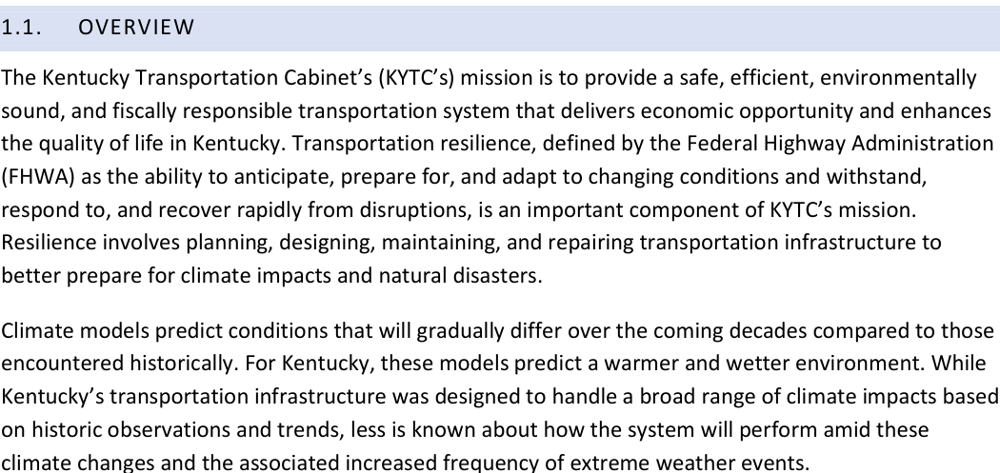 1.1. OVERVIEW
The Kentucky Transportation Cabinet’s (KYTC’s) mission is to provide a safe, efficient, environmentally
sound, and fiscally responsible transportation system that delivers economic opportunity and enhances
the quality of life in Kentucky. Transportation resilience, defined by the Federal Highway Administration
(FHWA) as the ability to anticipate, prepare for, and adapt to changing conditions and withstand,
respond to, and recover rapidly from disruptions, is an important component of KYTC’s mission.
Resilience involves planning, designing, maintaining, and repairing transportation infrastructure to
better prepare for climate impacts and natural disasters.
Climate models predict conditions that will gradually differ over the coming decades compared to those
encountered historically. For Kentucky, these models predict a warmer and wetter environment. While
Kentucky’s transportation infrastructure was designed to handle a broad range of climate impacts based
on historic observations and trends, less is known about how the system will perform amid these
climate changes and the associated increased frequency of extreme weather events.